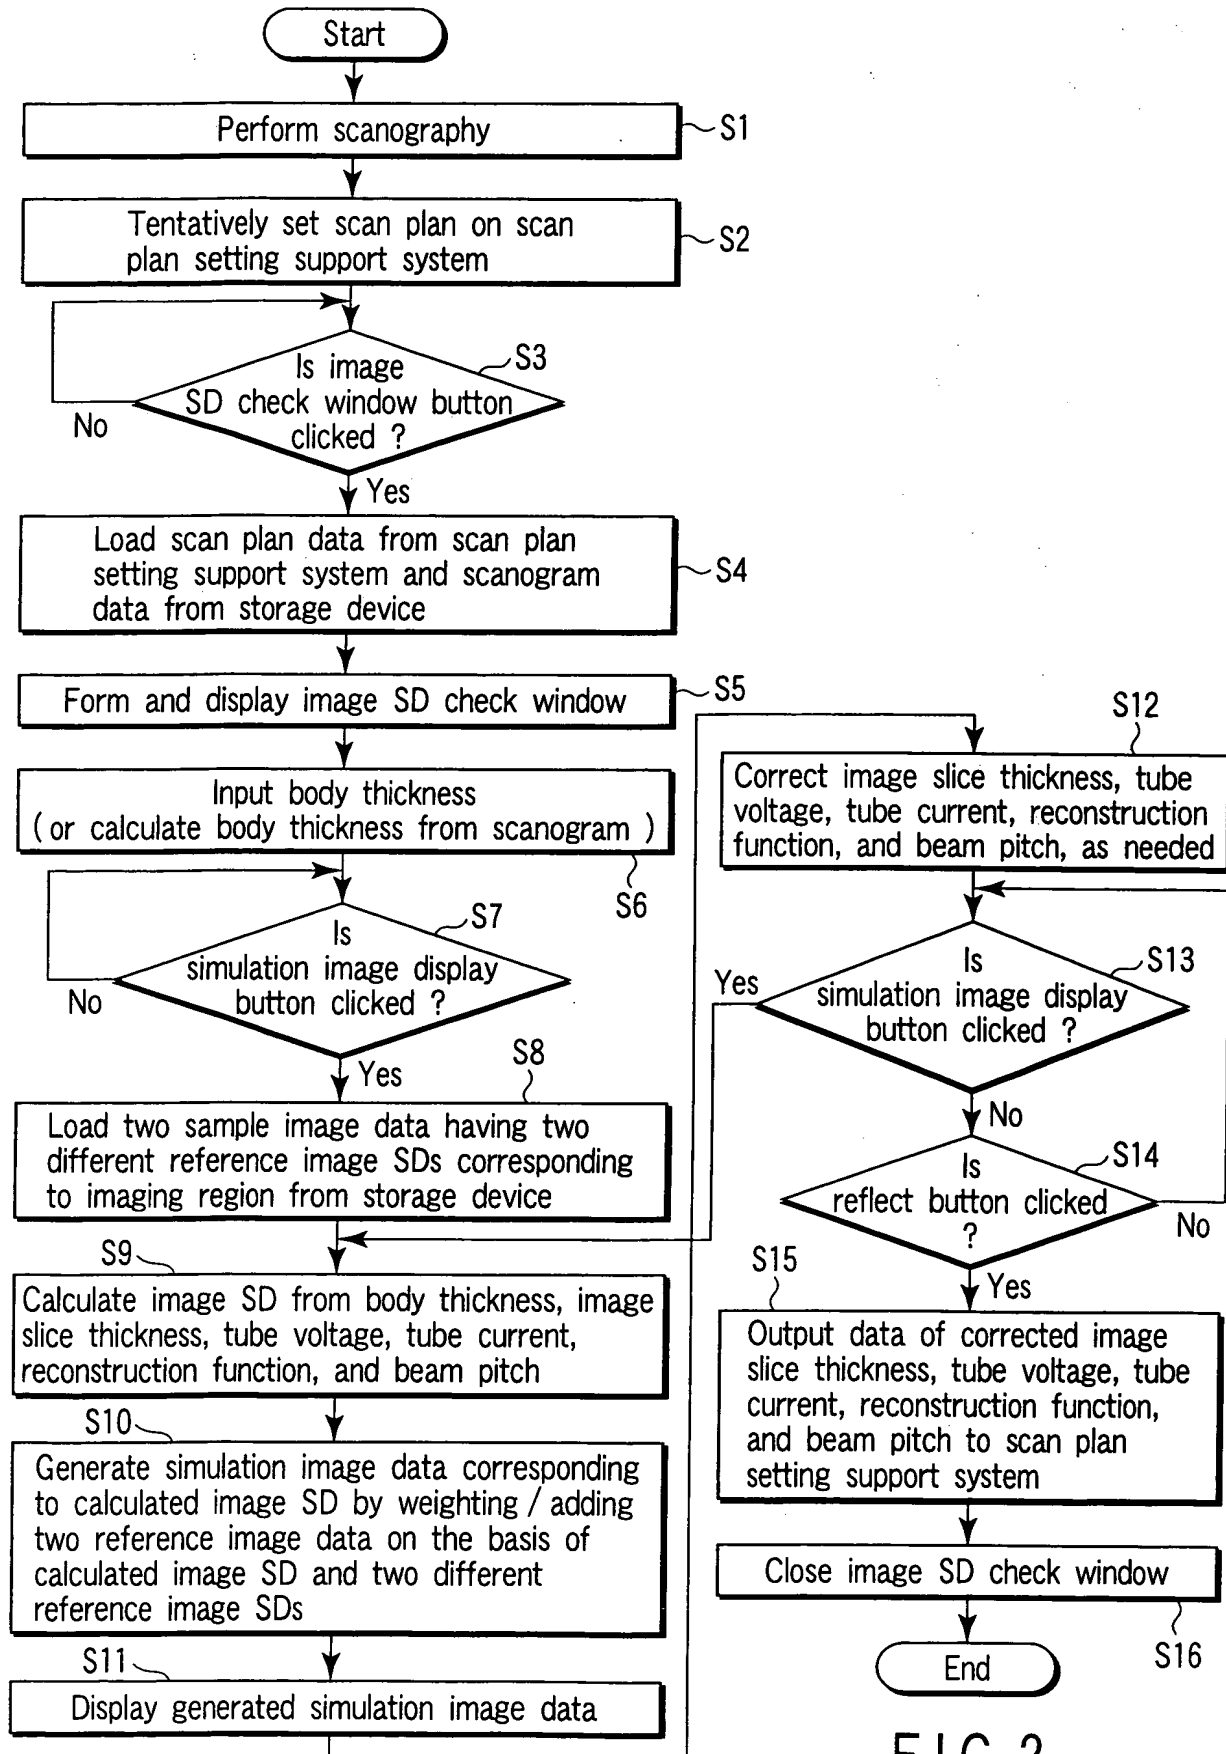 Start
Perform scanography
S1
Tentatively set scan plan on scan
plan setting support system
S2
Is image
SD check window button
clicked ?
S3
No
Yes
Load scan plan data from scan plan
setting support system and scanogram
data from storage device
S4
Form and display image SD check window
S5
Input body thickness
( or calculate body thickness from scanogram )
S6
Is
simulation image display
button clicked ?
S7
No
Yes
S8
Load two sample image data having two
different reference image SDs corresponding
to imaging region from storage device
S9
Calculate image SD from body thickness, image
slice thickness, tube voltage, tube current,
reconstruction function, and beam pitch
S10
Generate simulation image data corresponding
to calculated image SD by weighting / adding
two reference image data on the basis of
calculated image SD and two different
reference image SDs
S11
Display generated simulation image data
S12
Correct image slice thickness, tube
voltage, tube current, reconstruction
function, and beam pitch, as needed
Is
simulation image display
button clicked ?
S13
Yes
No
Is
reflect button clicked
?
S14
No
Yes
S15
Output data of corrected image
slice thickness, tube voltage, tube
current, reconstruction function,
and beam pitch to scan plan
setting support system
Close image SD check window
S16
End
FIG. 2